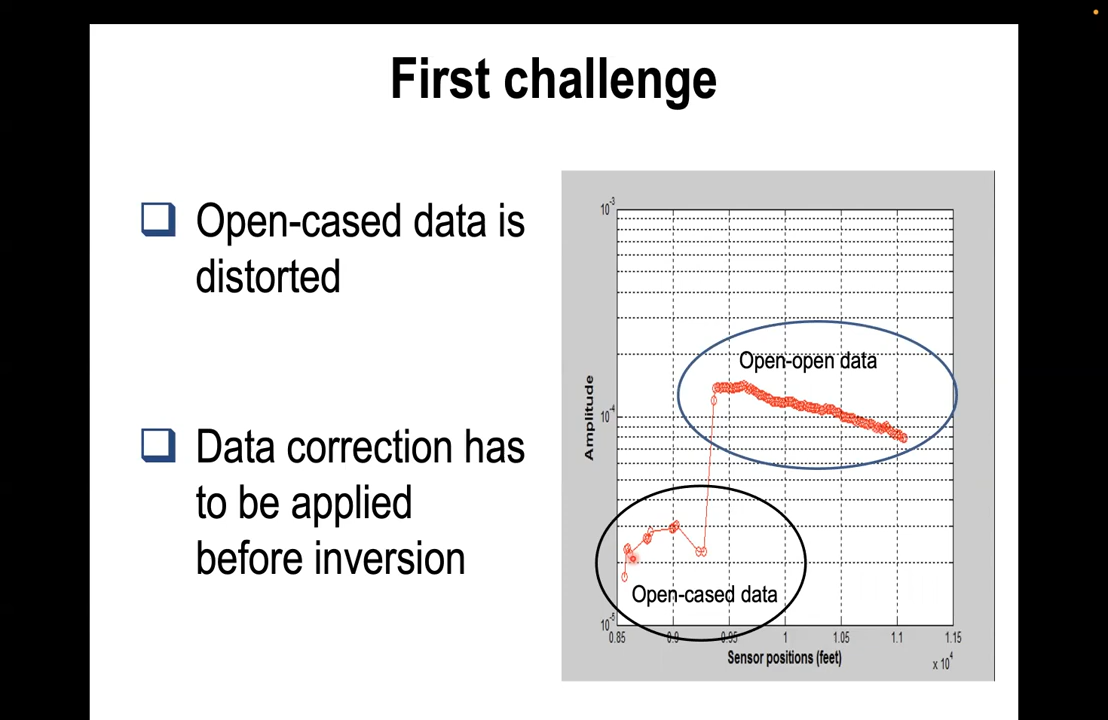 First challenge
Open-cased data is
distorted
Data correction has
to be applied
before inversion
10-3
Open-open data
Amplitude
10-4
Open-cased data
10-5
0.85 0.9 0.95 1 1.05 1.1 1.15
Sensor positions (feet)
x 10 4